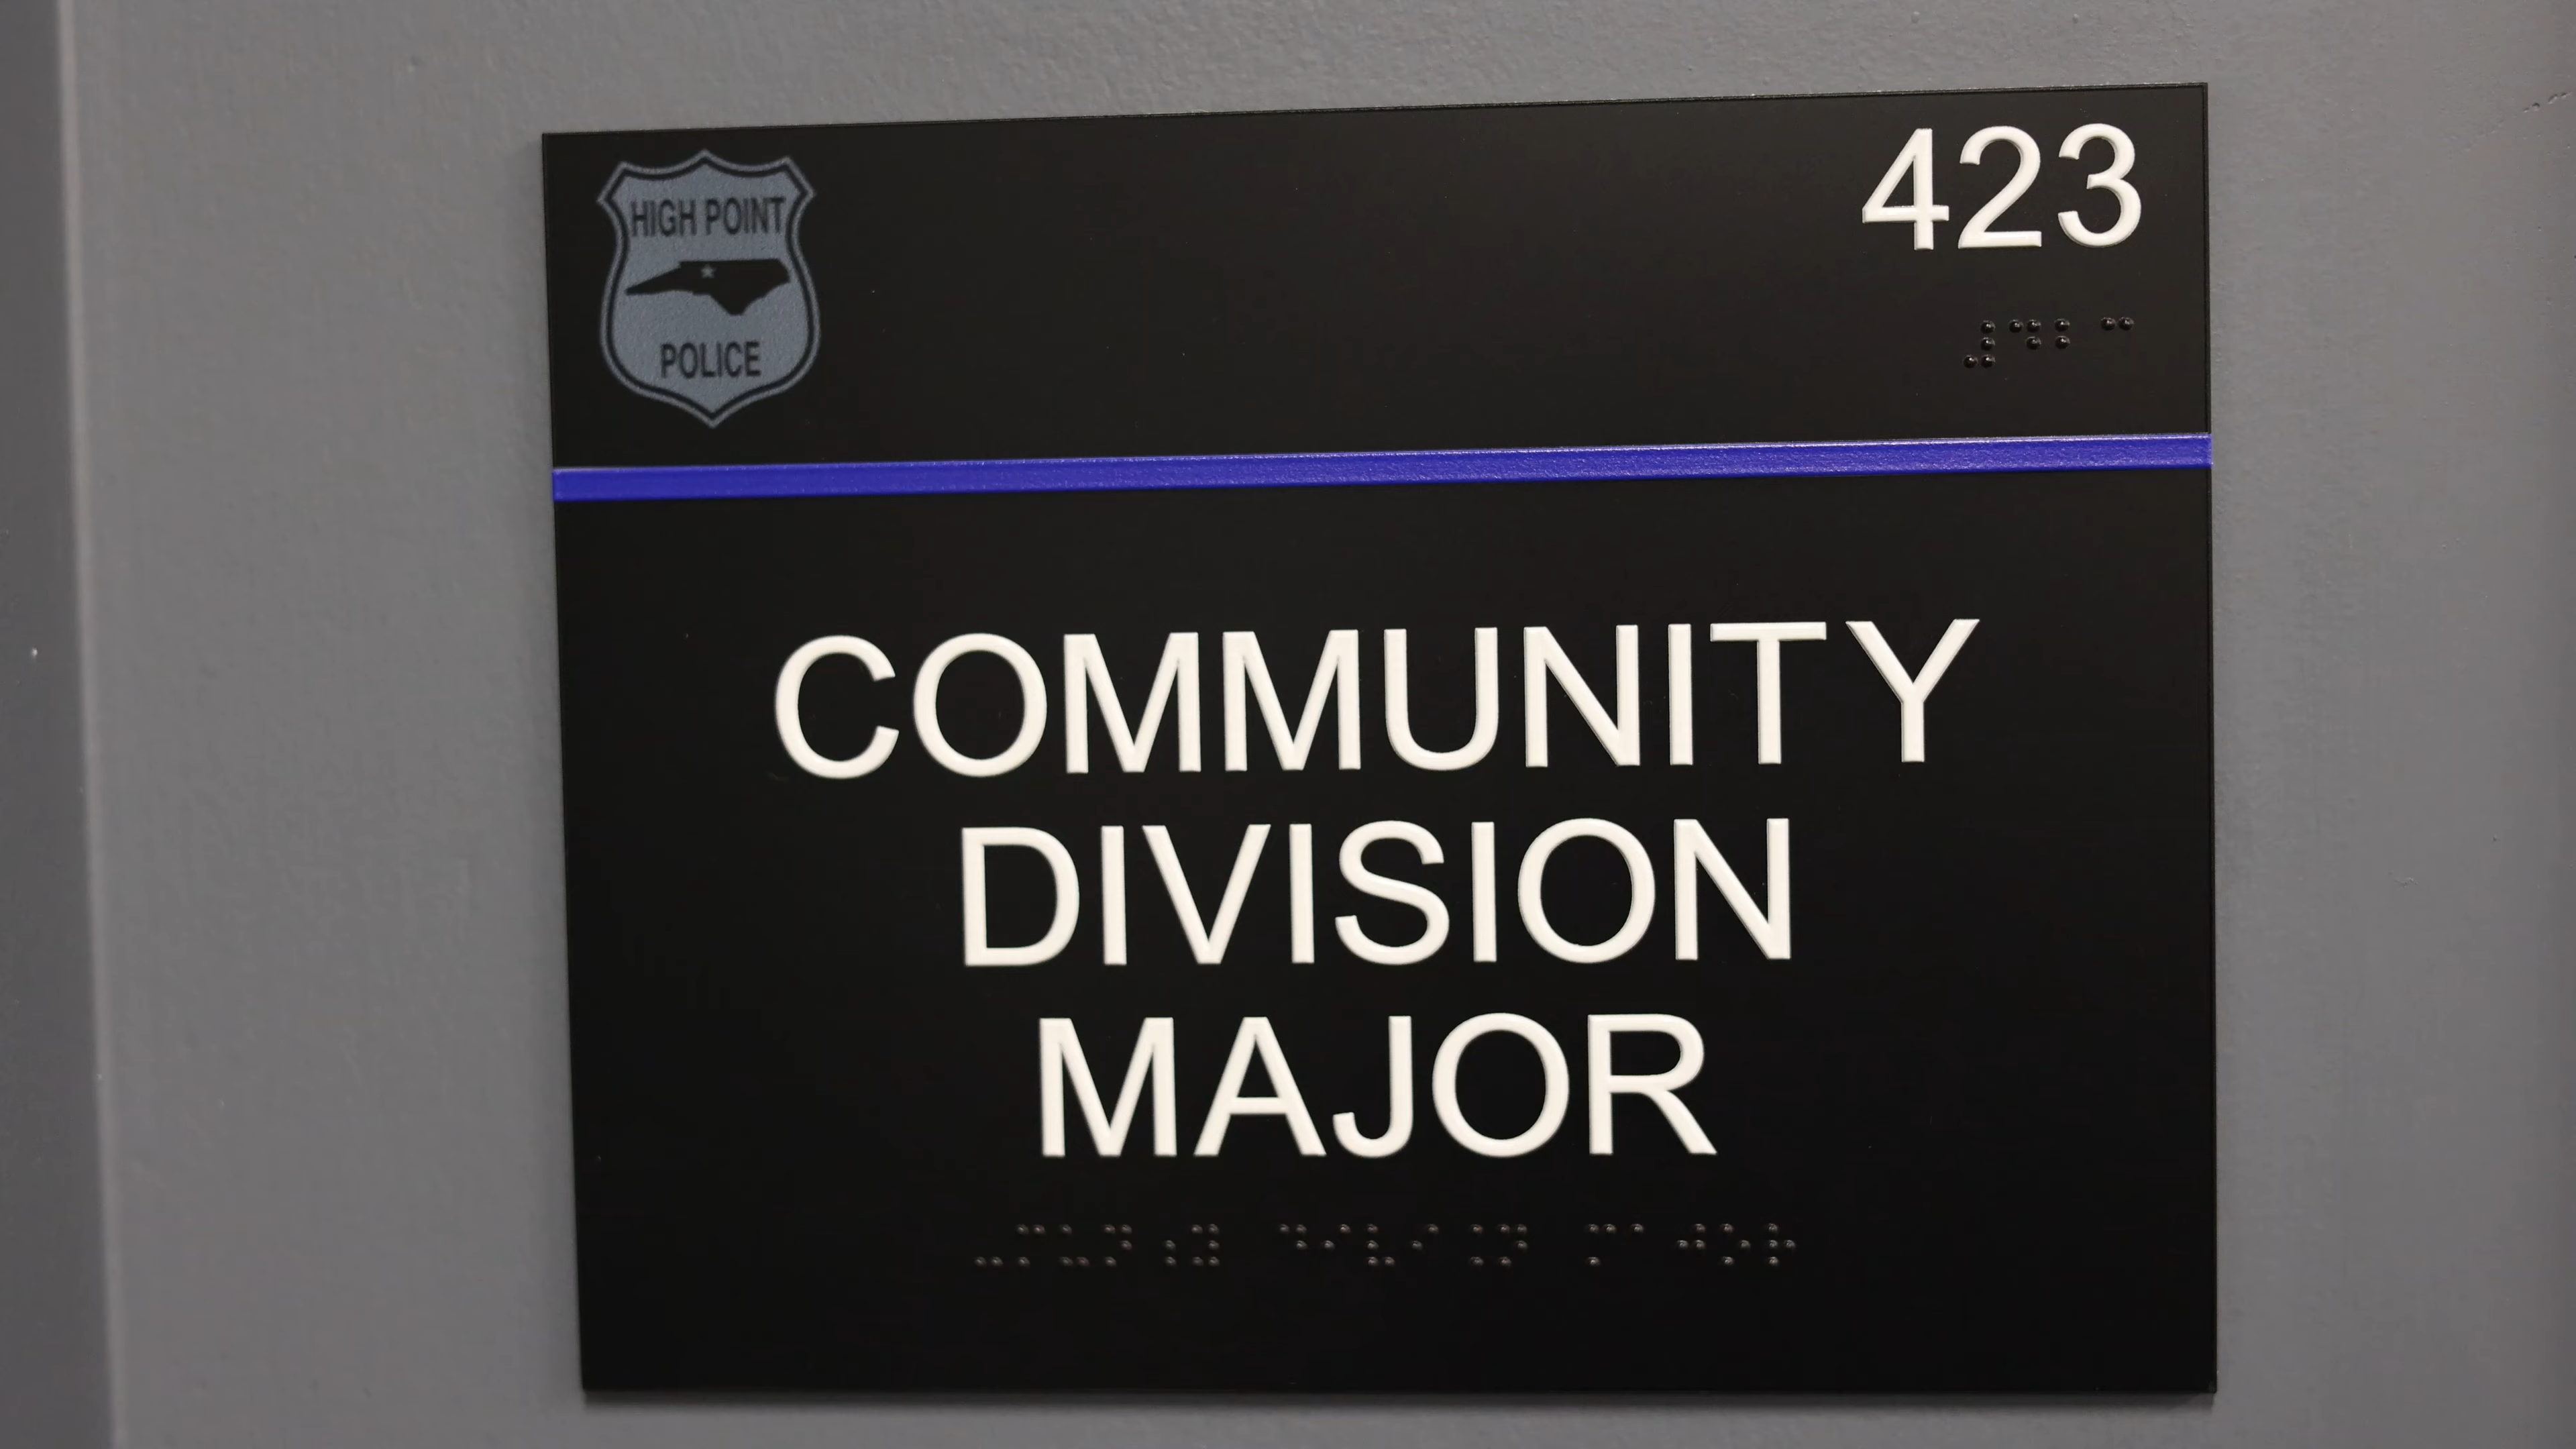 HIGH POINT
POLICE
423
⠼⠙⠃⠉
COMMUNITY
DIVISION
MAJOR